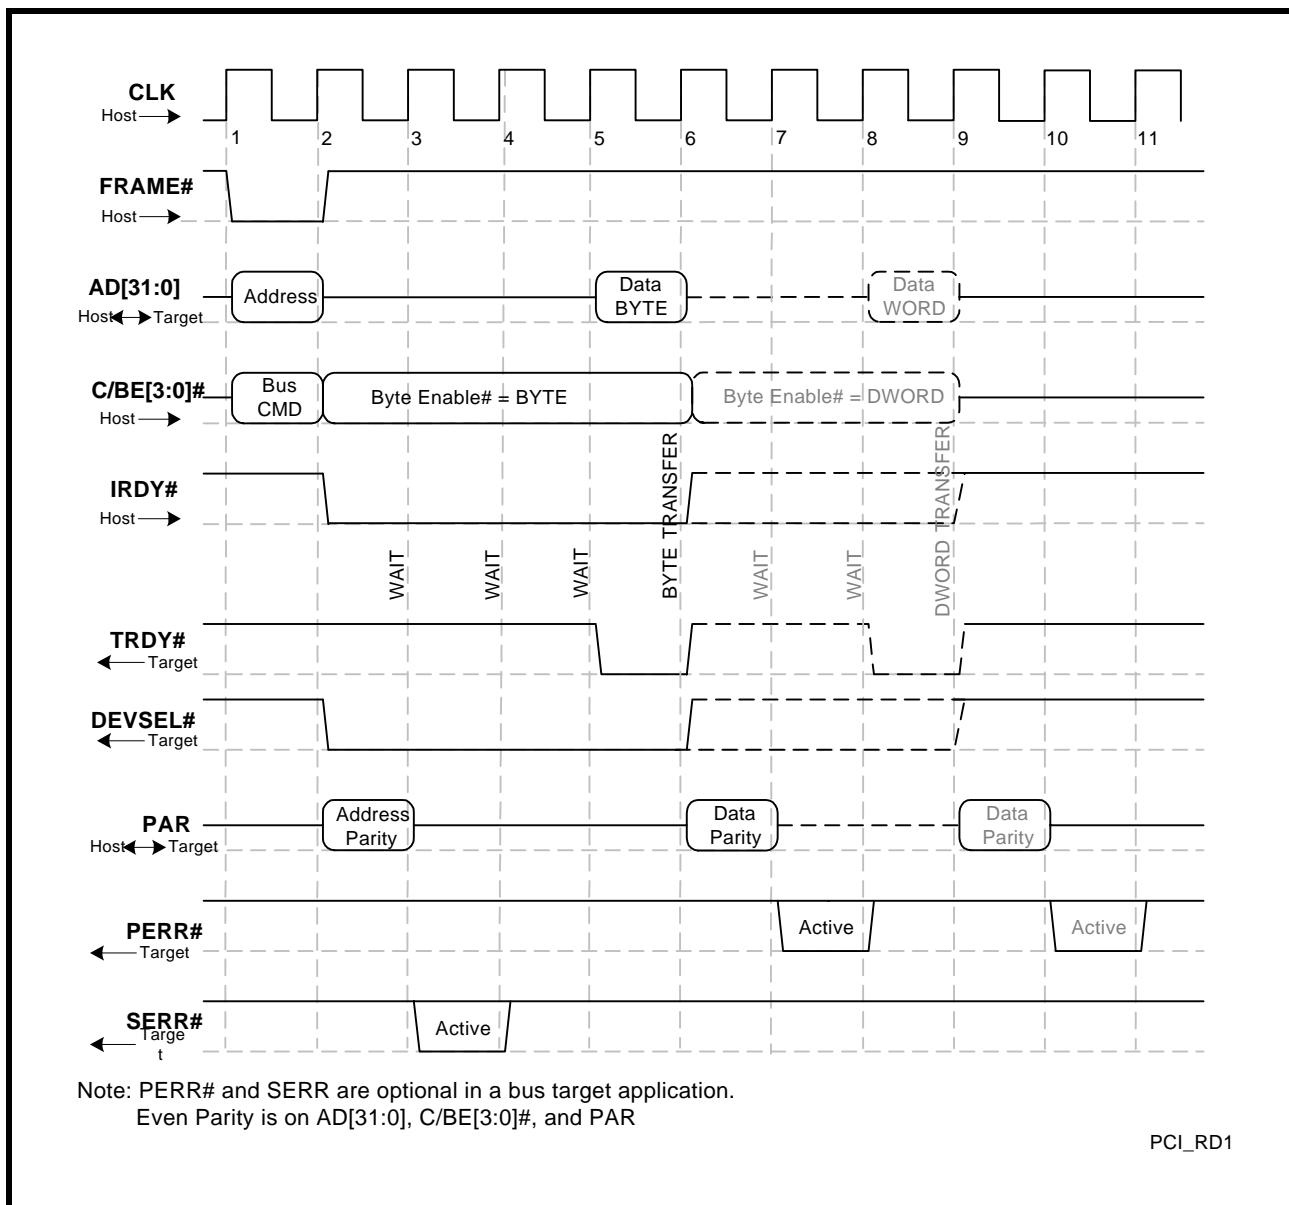 CLK
Host
1 2 3 4 5 6 7 8 9 10 11
FRAME#
Host
AD[31:0]
Host Target
Address
Data
BYTE
Data
WORD
C/BE[3:0]#
Host
Bus
CMD
Byte Enable# = BYTE
Byte Enable# = DWORD
IRDY#
Host
WAIT
WAIT
WAIT
BYTE TRANSFER
WAIT
WAIT
DWORD TRANSFER
TRDY#
Target
DEVSEL#
Target
PAR
Host Target
Address
Parity
Data
Parity
Data
Parity
PERR#
Target
Active
Active
SERR#
Targe
t
Active
Note: PERR# and SERR are optional in a bus target application.
Even Parity is on AD[31:0], C/BE[3:0]#, and PAR
PCI_RD1